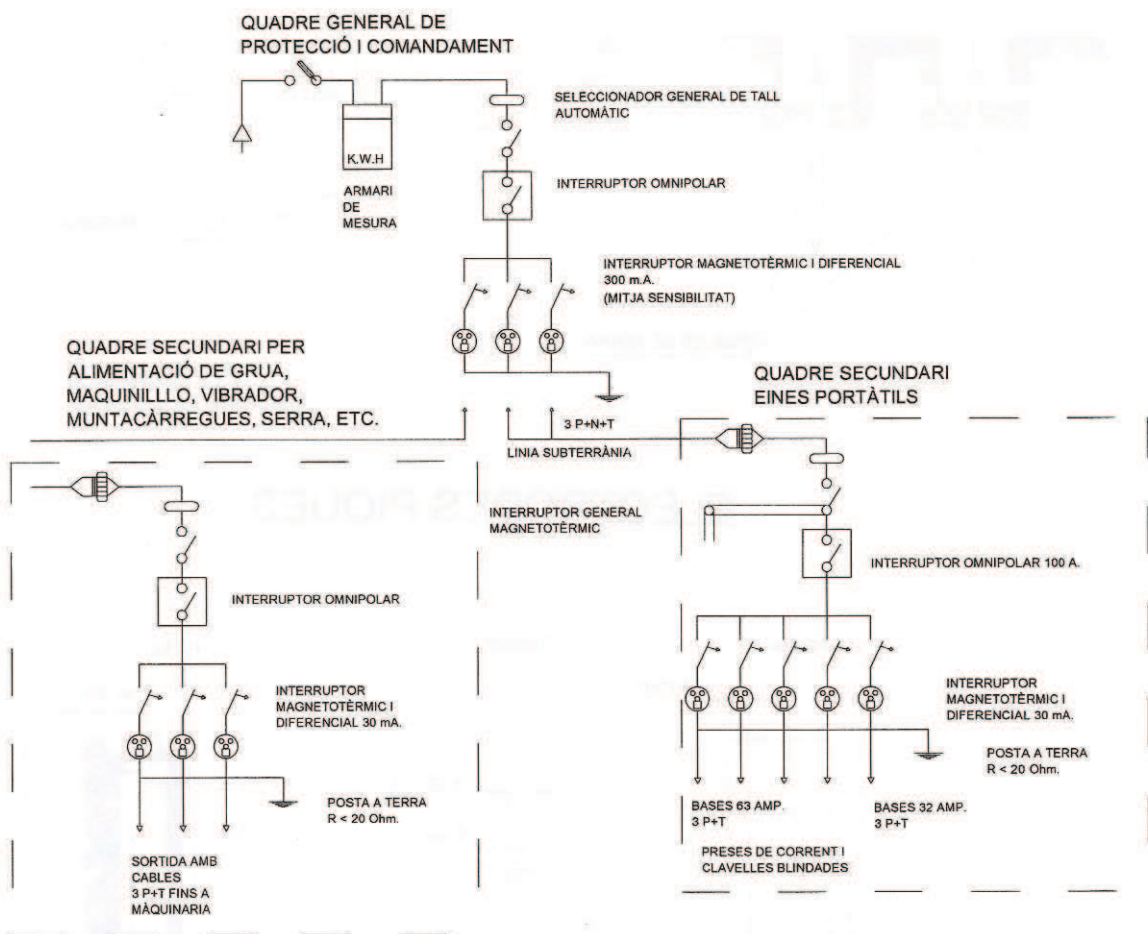 QUADRE GENERAL DE
PROTECCIÓ I COMANDAMENT
SELECCIONADOR GENERAL DE TALL
AUTOMÀTIC
K.W.H
ARMARI
DE
MESURA
INTERRUPTOR OMNIPOLAR
INTERRUPTOR MAGNETOTÈRMIC I DIFERENCIAL
300 m.A.
(MITJA SENSIBILITAT)
QUADRE SECUNDARI PER
ALIMENTACIÓ DE GRUA,
MAQUINILLLO, VIBRADOR,
MUNTACÀRREGUES, SERRA, ETC.
QUADRE SECUNDARI
EINES PORTÀTILS
3 P+N+T
LINIA SUBTERRÀNIA
INTERRUPTOR GENERAL
MAGNETOTÈRMIC
INTERRUPTOR OMNIPOLAR 100 A.
INTERRUPTOR OMNIPOLAR
INTERRUPTOR
MAGNETOTÈRMIC I
DIFERENCIAL 30 mA.
INTERRUPTOR
MAGNETOTÈRMIC I
DIFERENCIAL 30 mA.
POSTA A TERRA
R < 20 Ohm.
POSTA A TERRA
R < 20 Ohm.
BASES 63 AMP.
3 P+T
BASES 32 AMP.
3 P+T
PRESES DE CORRENT I
CLAVELLES BLINDADES
SORTIDA AMB
CABLES
3 P+T FINS A
MÀQUINARIA